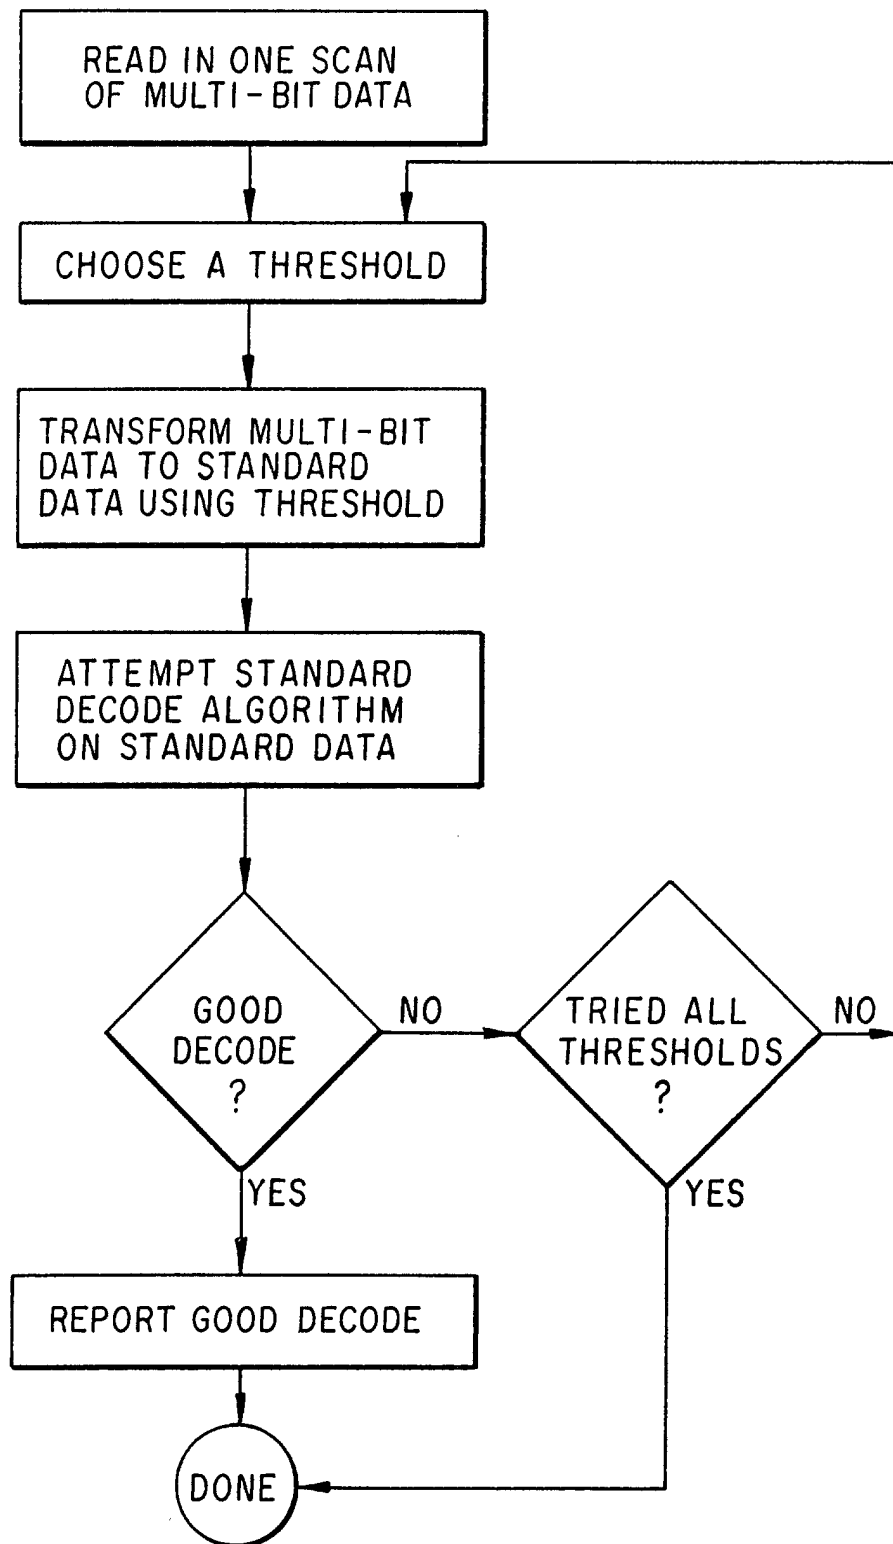 READ IN ONE SCAN
OF MULTI-BIT DATA
CHOOSE A THRESHOLD
TRANSFORM MULTI-BIT
DATA TO STANDARD
DATA USING THRESHOLD
ATTEMPT STANDARD
DECODE ALGORITHM
ON STANDARD DATA
GOOD
DECODE
?
NO
TRIED ALL
THRESHOLDS
?
NO
YES
YES
REPORT GOOD DECODE
DONE